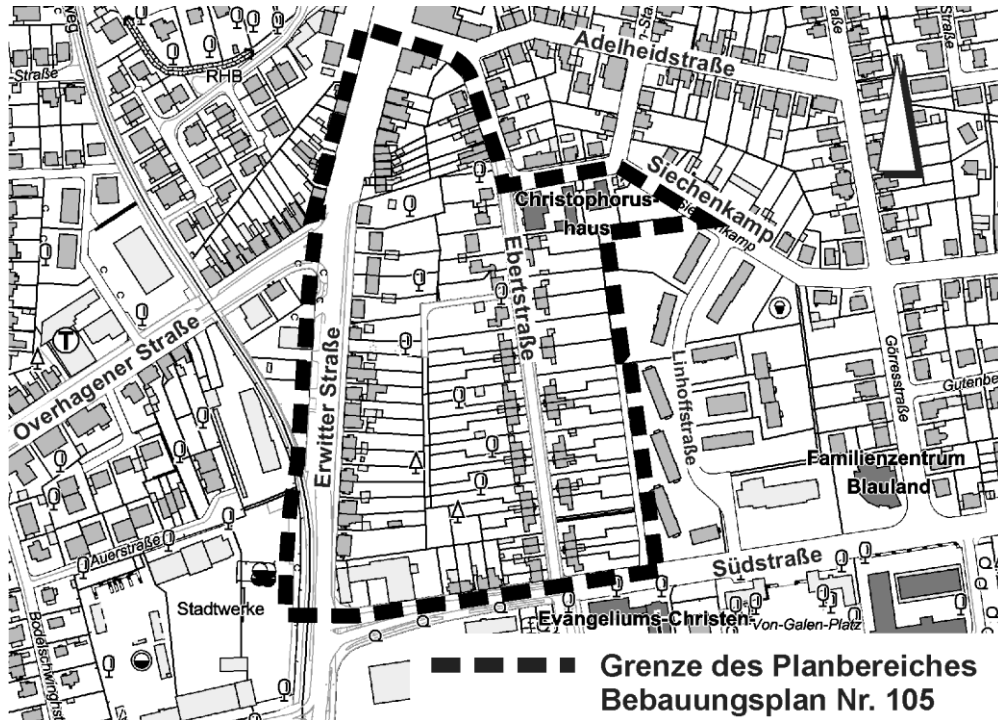 Straße
RHB
Adelheidstraße
Siechenkamp
Christophorus-
haus
Ebertstraße
Erwitter Straße
Overhagener Straße
T
Linhoffstraße
Görresstraße
Familienzentrum
Blauland
Auerstraße
Südstraße
Stadtwerke
Evangeliums-Christen-
Von-Galen-Platz
Grenze des Planbereiches
Bebauungsplan Nr. 105